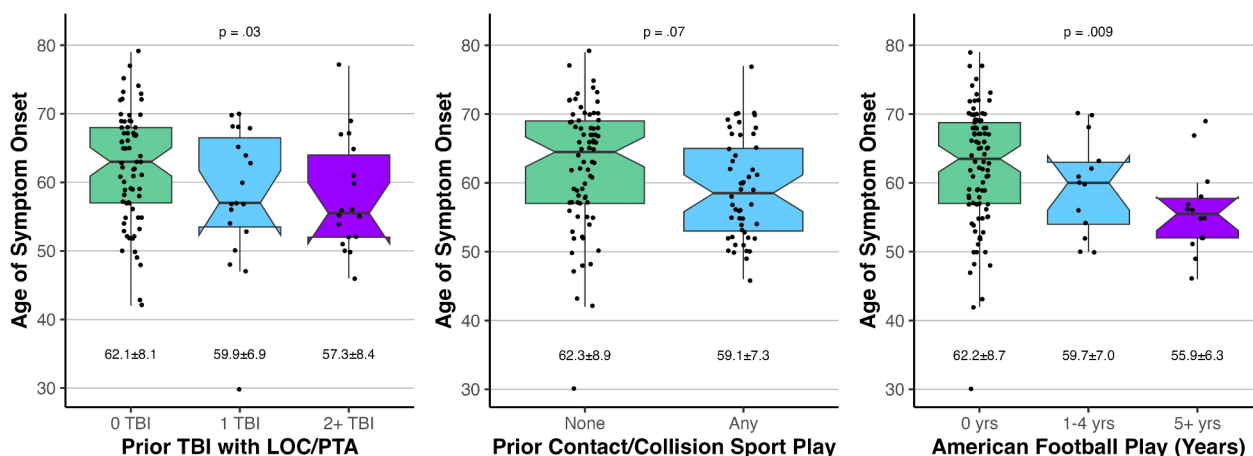 Age of Symptom Onset
80
70
60
50
40
30
p = .03
62.1±8.1
59.9±6.9
57.3±8.4
0 TBI
1 TBI
2+ TBI
Prior TBI with LOC/PTA
Age of Symptom Onset
80
70
60
50
40
30
p = .07
62.3±8.9
59.1±7.3
None
Any
Prior Contact/Collision Sport Play
Age of Symptom Onset
80
70
60
50
40
30
p = .009
62.2±8.7
59.7±7.0
55.9±6.3
0 yrs
1-4 yrs
5+ yrs
American Football Play (Years)